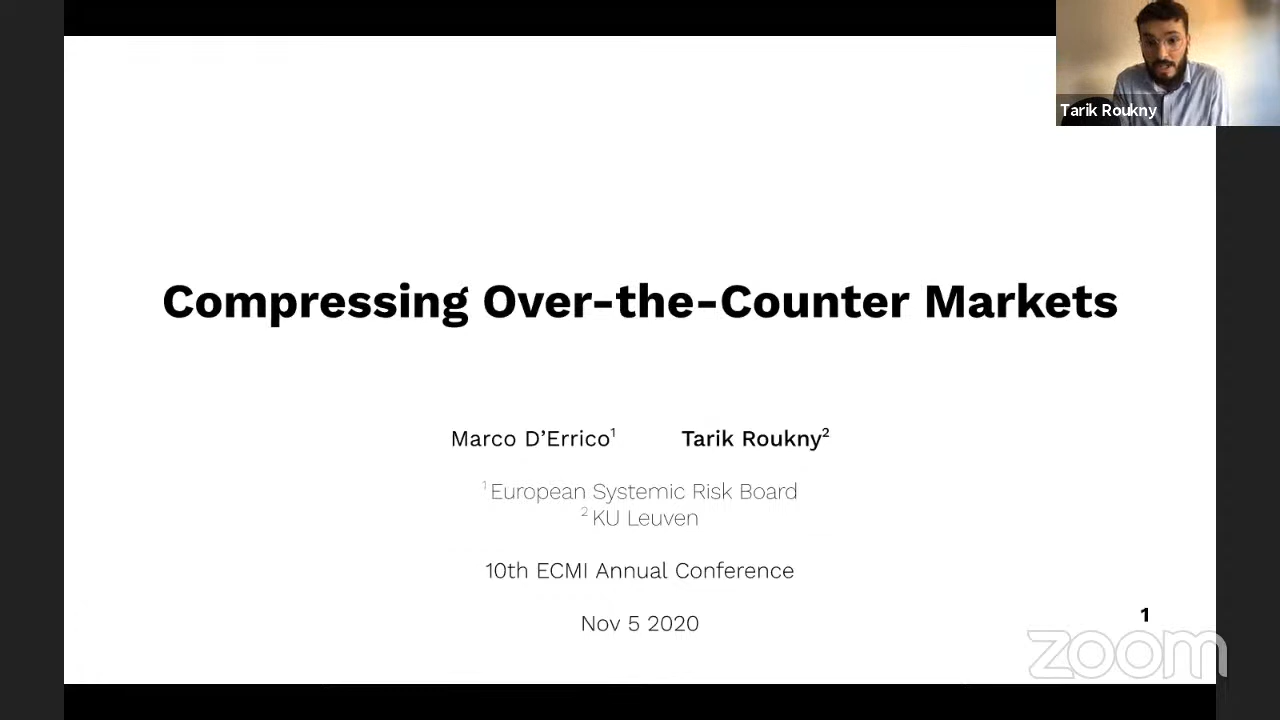 Tarik Roukny
Compressing Over-the-Counter Markets
Marco D'Errico¹ Tarik Roukny²
¹ European Systemic Risk Board
² KU Leuven
10th ECMI Annual Conference
Nov 5 2020
1
zoom